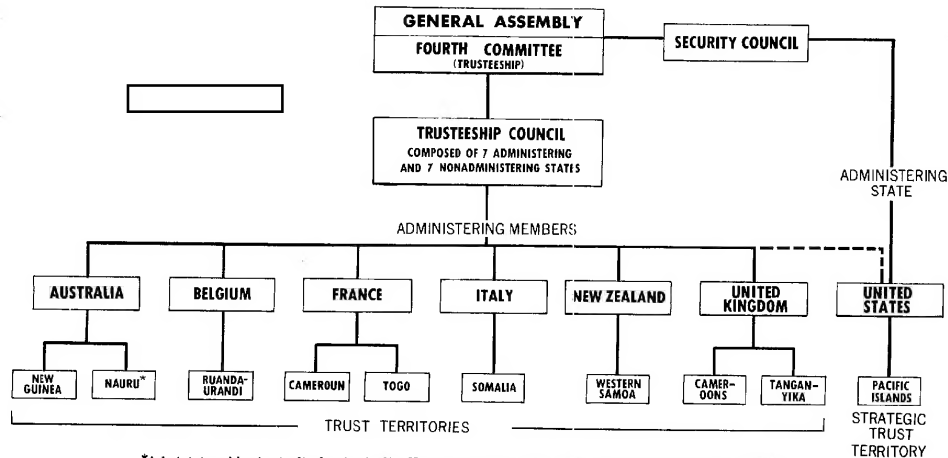 GENERAL ASSEMBLY
FOURTH COMMITTEE
(TRUSTEESHIP)
SECURITY COUNCIL
TRUSTEESHIP COUNCIL
COMPOSED OF 7 ADMINISTERING
AND 7 NONADMINISTERING STATES
ADMINISTERING
STATE
ADMINISTERING MEMBERS
AUSTRALIA
BELGIUM
FRANCE
ITALY
NEW ZEALAND
UNITED
KINGDOM
UNITED
STATES
NEW
GUINEA
NAURU*
RUANDA-
URANDI
CAMEROUN
TOGO
SOMALIA
WESTERN
SAMOA
CAMER-
OONS
TANGAN-
YIKA
PACIFIC
ISLANDS
TRUST TERRITORIES
STRATEGIC
TRUST
TERRITORY